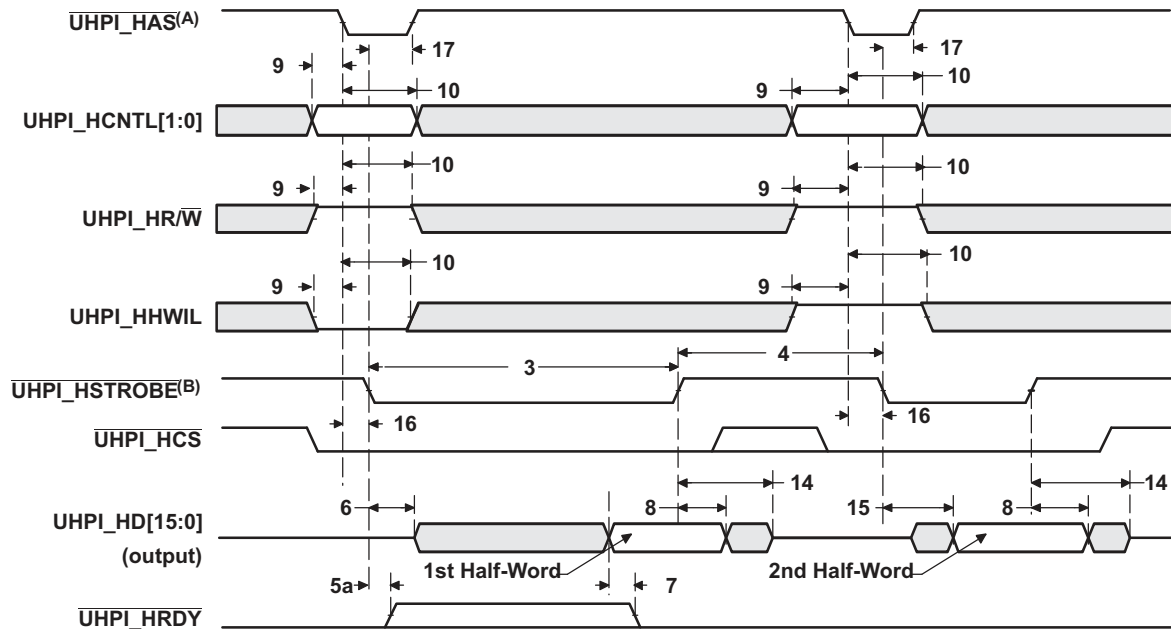 UHPI_HAS(A)
17
17
9
10
9
10
UHPI_HCNTL[1:0]
10
10
9
9
UHPI_HR/W
10
10
9
9
UHPI_HHWIL
3
4
UHPI_HSTROBE(B)
16
16
UHPI_HCS
14
14
6
8
15
8
UHPI_HD[15:0]
(output)
1st Half-Word
2nd Half-Word
5a
7
UHPI_HRDY